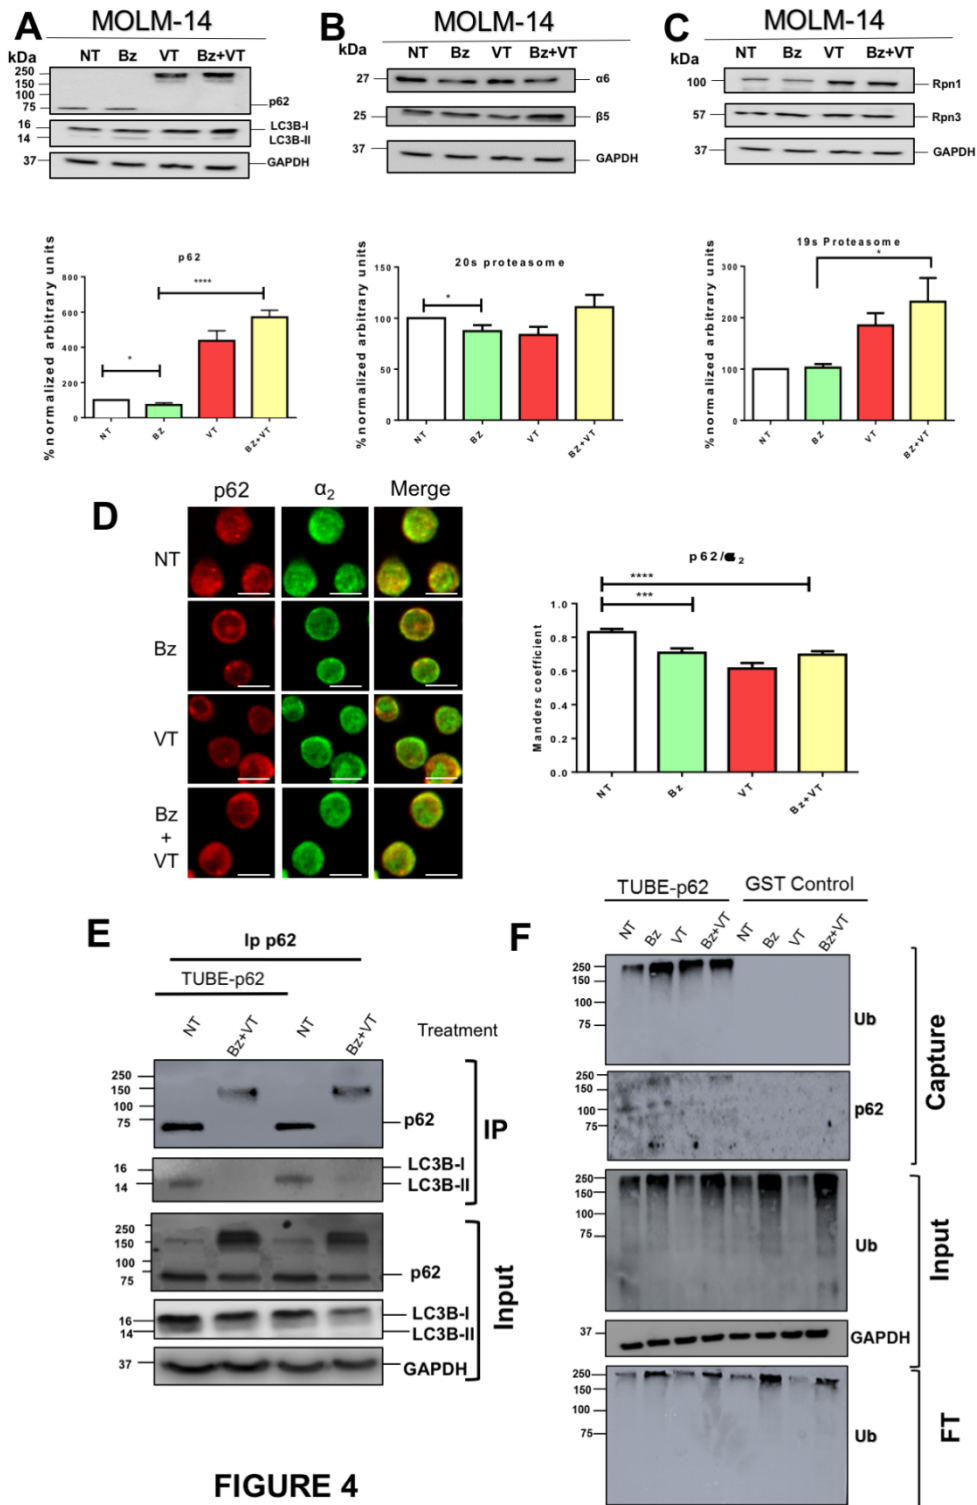 A
MOLM-14
kDa
NT Bz VT Bz+VT
250
150
100
75
p62
16
14
LC3B-I
LC3B-II
37
GAPDH
p62
% normalized arbitrary units
800
600
400
200
0
*
****
NT
BZ
VT
BZ+VT
B
MOLM-14
kDa
NT Bz VT Bz+VT
27
α6
25
β5
37
GAPDH
20s proteasome
% normalized arbitrary units
150
100
50
0
*
NT
BZ
VT
BZ+VT
C
MOLM-14
kDa
NT Bz VT Bz+VT
100
Rpn1
57
Rpn3
37
GAPDH
19s Proteasome
% normalized arbitrary units
300
200
100
0
*
NT
BZ
VT
BZ+VT
D
p62 α2 Merge
NT
Bz
VT
Bz
+
VT
Manders coefficient
1.0
0.8
0.6
0.4
0.2
0.0
****
***
NT
Bz
VT
Bz+VT
E
Ip p62
TUBE-p62
NT Bz+VT NT Bz+VT Treatment
250
150
100
75
p62
16
14
LC3B-I
LC3B-II
IP
250
150
100
75
p62
16
14
LC3B-I
LC3B-II
37
GAPDH
Input
F
TUBE-p62 GST Control
NT Bz VT Bz+VT NT Bz VT Bz+VT
250
150
100
75
Ub
250
150
100
75
p62
Capture
250
150
100
75
Ub
37
GAPDH
Input
250
150
100
75
Ub
FT
FIGURE 4